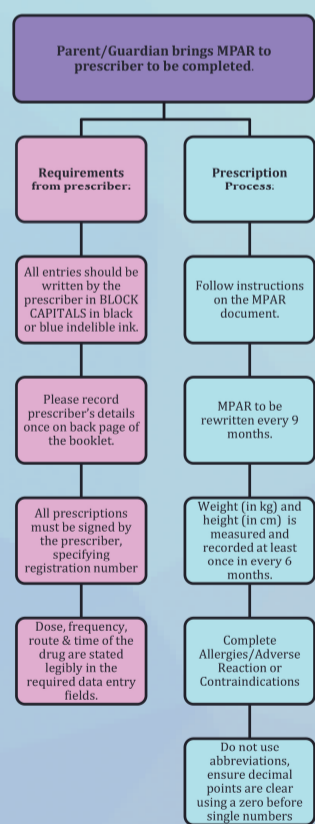 Parent/Guardian brings MPAR to
prescriber to be completed.
Requirements
from prescriber:
All entries should be
written by the
prescriber in BLOCK
CAPITALS in black
or blue indelible ink.
Please record
prescriber's details
once on back page of
the booklet.
All prescriptions
must be signed by
the prescriber,
specifying
registration number
Dose, frequency,
route & time of the
drug are stated
legibly in the
required data entry
fields.
Prescription
Process:
Follow instructions
on the MPAR
document.
MPAR to be
rewritten every 9
months.
Weight (in kg) and
height (in cm) is
measured and
recorded at least
once in every 6
months.
Complete
Allergies/Adverse
Reaction or
Contraindications
Do not use
abbreviations,
ensure decimal
points are clear
using a zero before
single numbers